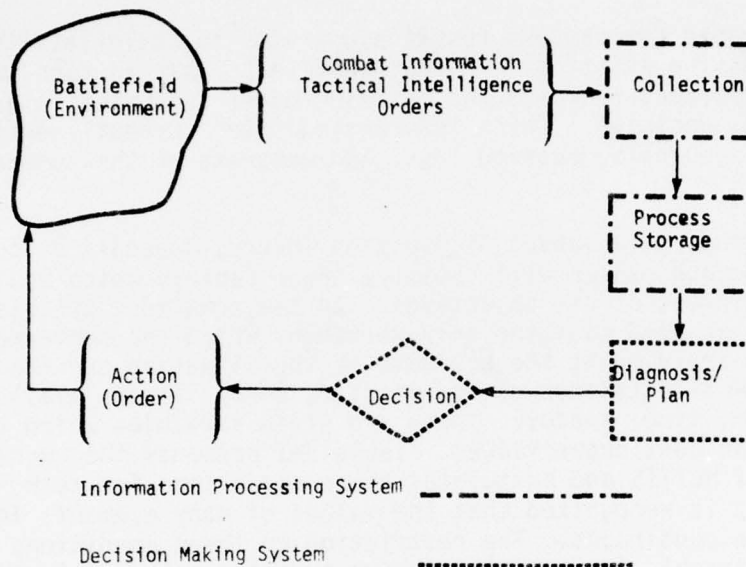 Battlefield
(Environment)
Combat Information
Tactical Intelligence
Orders
Collection
Process
Storage
Diagnosis/
Plan
Decision
Action
(Order)
Information Processing System
Decision Making System